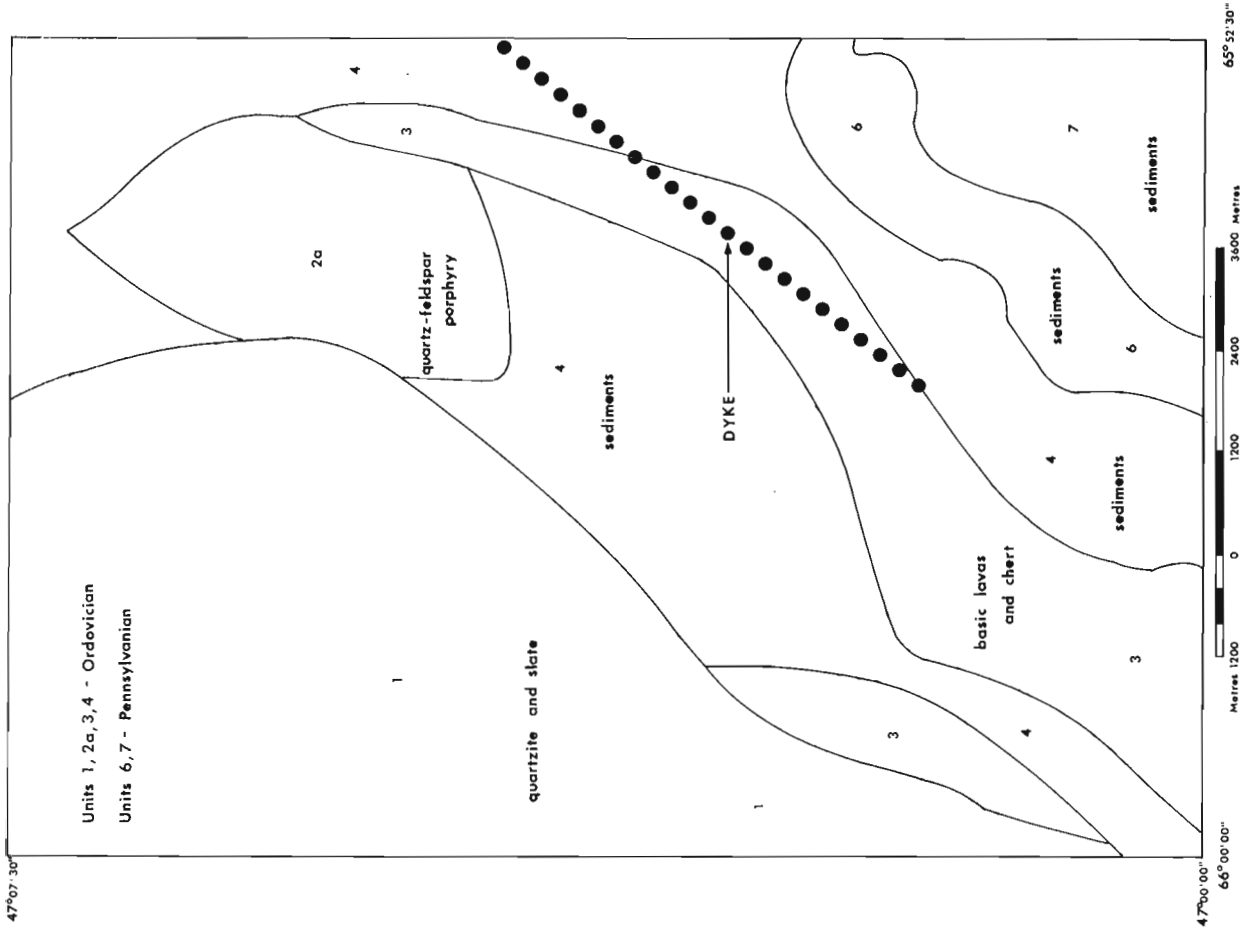 47°07'30"
Units 1, 2a, 3, 4 - Ordovician
Units 6, 7 - Pennsylvanian
4
3
2a
quartz-feldspar
porphyry
1
quartzite and slate
4
sediments
DYKE
1
3
4
basic lavas
and chert
3
4
sediments
6
7
sediments
sediments
6
47°00'00"
66°00'00"
65°52'30"
Metres 1200 0 1200 2400 3600 Metres